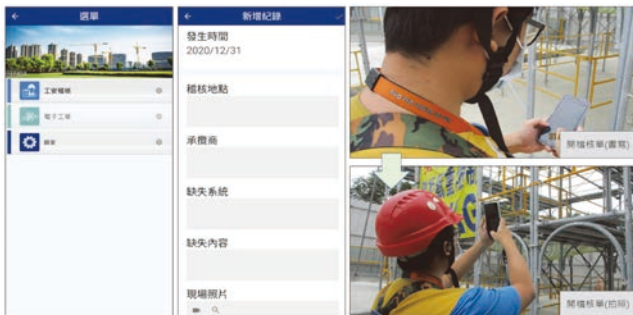 選單
工安稽核
電子工單
新增紀錄
發生時間
2020/12/31
稽核地點
承攬商
缺失系統
缺失內容
現場照片
開檔核單(書寫)
開檔核單(拍照)